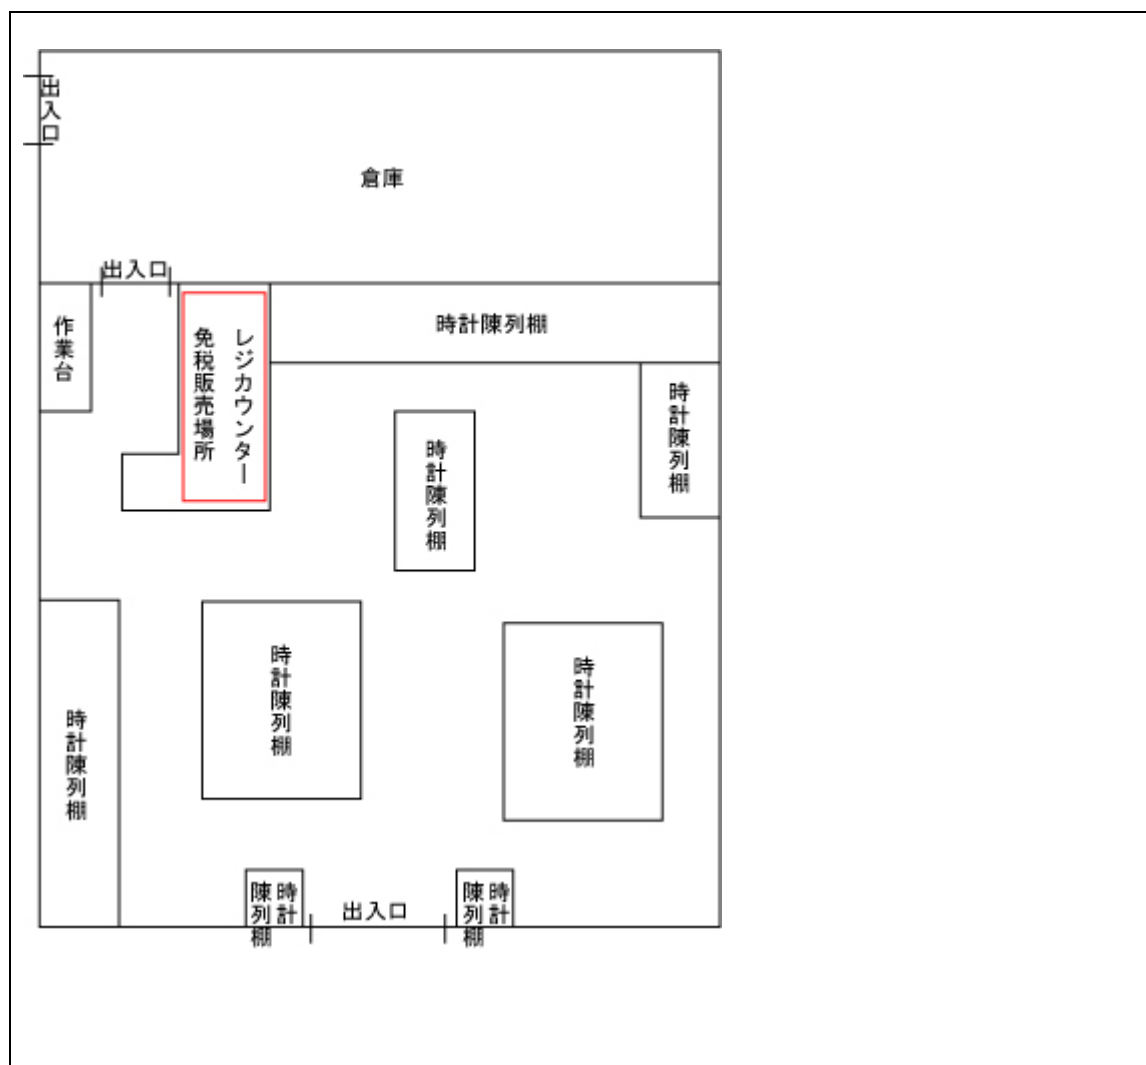 出入口
倉庫
出入口
作業台
レジカウンター
免税販売場所
時計陳列棚
時計陳列棚
時計陳列棚
時計陳列棚
時計陳列棚
時計陳列棚
時計
陳列棚
出入口
時計
陳列棚